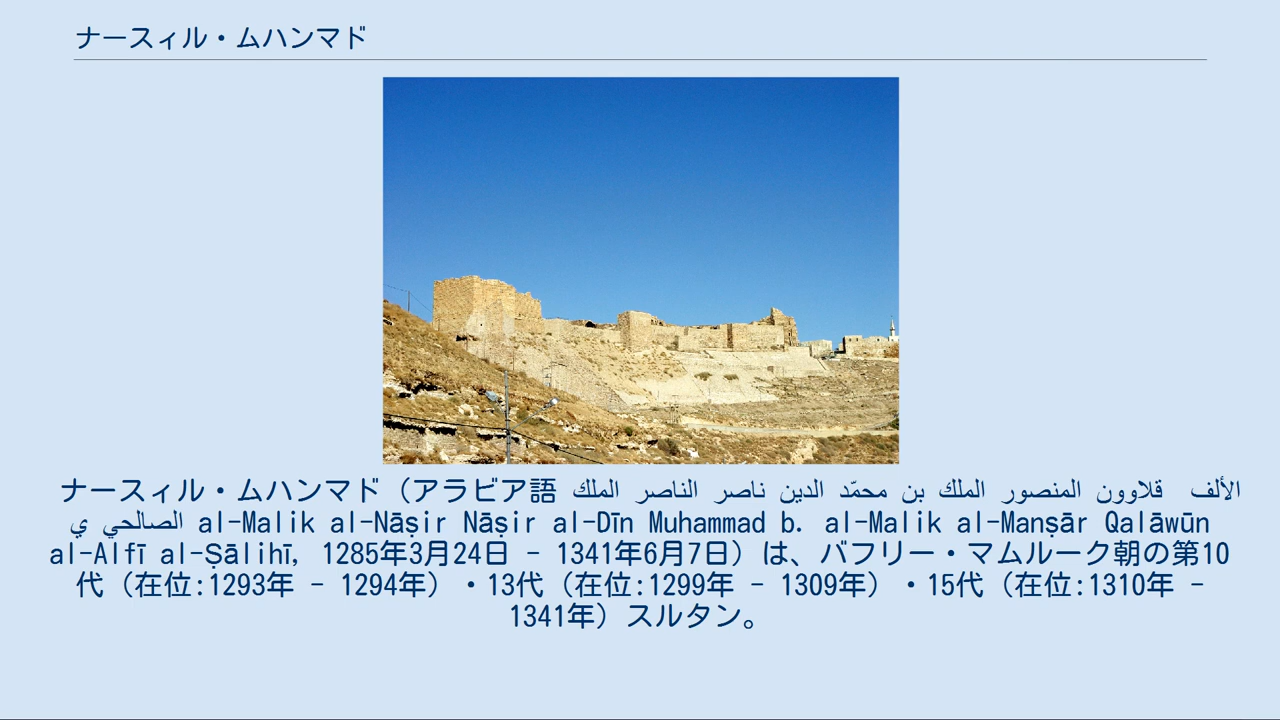 ナースィル・ムハンマド
ナースィル・ムハンマド（アラビア語 الملك الناصر ناصر الدين محمّد بن الملك المنصور قلاوون الألف
ي الصالحي al-Malik al-Nāṣir Nāṣir al-Dīn Muhammad b. al-Malik al-Manṣār Qalāwūn
al-Alfī al-Ṣālihī, 1285年3月24日 - 1341年6月7日）は、バフリー・マムルーク朝の第10
代（在位:1293年 - 1294年）・13代（在位:1299年 - 1309年）・15代（在位:1310年 -
1341年）スルタン。